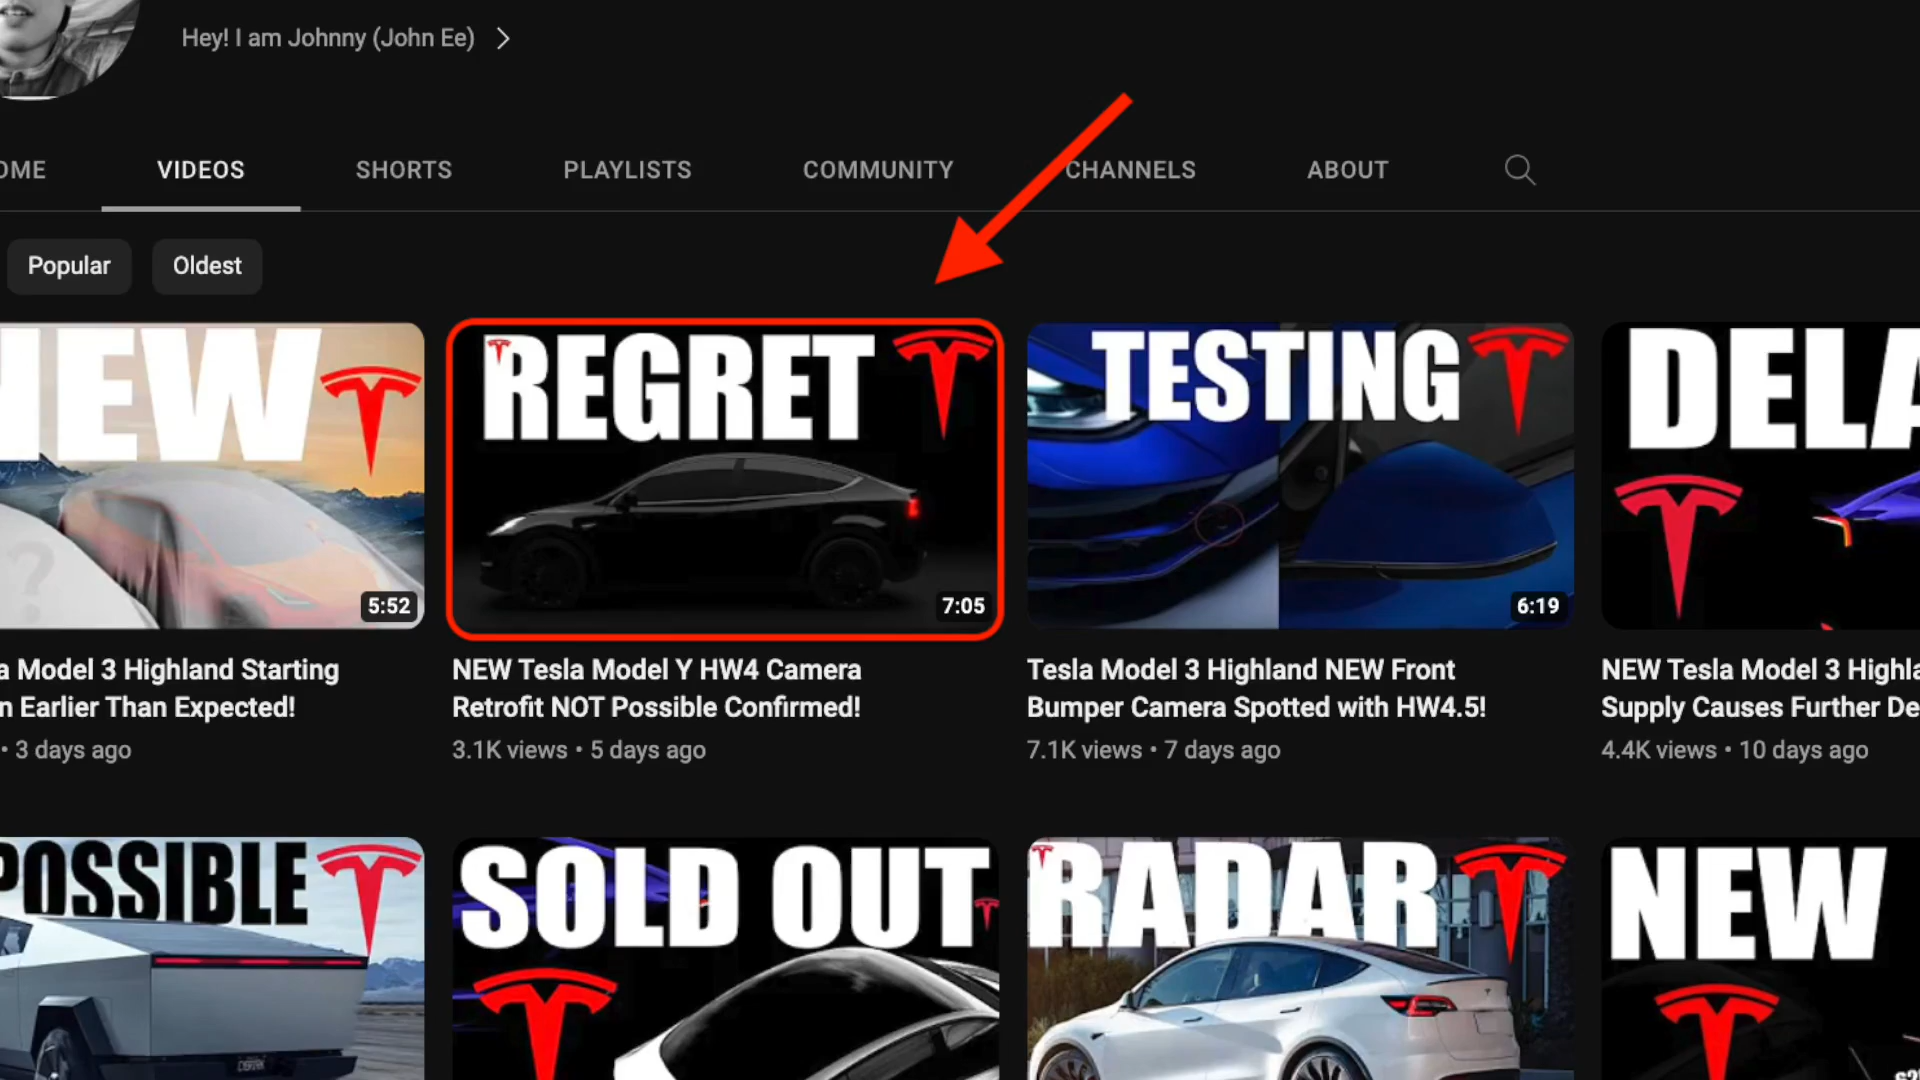 Hey! I am Johnny (John Ee)
OME
VIDEOS
SHORTS
PLAYLISTS
COMMUNITY
CHANNELS
ABOUT
Popular
Oldest
NEW
5:52
REGRET
7:05
TESTING
6:19
DELA
a Model 3 Highland Starting
n Earlier Than Expected!
• 3 days ago
NEW Tesla Model Y HW4 Camera
Retrofit NOT Possible Confirmed!
3.1K views • 5 days ago
Tesla Model 3 Highland NEW Front
Bumper Camera Spotted with HW4.5!
7.1K views • 7 days ago
NEW Tesla Model 3 Highla
Supply Causes Further De
4.4K views • 10 days ago
POSSIBLE
SOLD OUT
RADAR
NEW